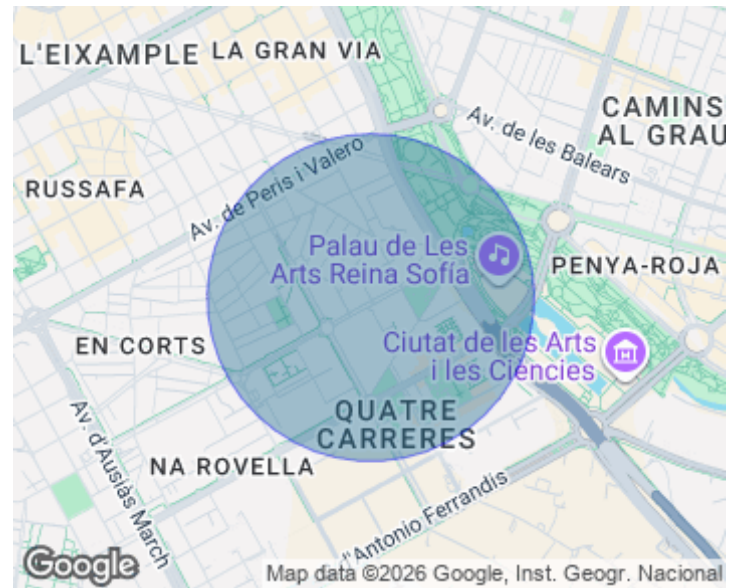 L'EIXAMPLE
LA GRAN VIA
CAMINS
AL GRAU
Av. de les Balears
RUSSAFA
Av. de Peris i Valero
Palau de Les
Arts Reina Sofía
PENYA-ROJA
EN CORTS
Ciutat de les Arts
i les Ciències
QUATRE
CARRERES
Av. d'Ausiàs March
NA ROVELLA
d'Antonio Ferrandis
Google
Map data ©2026 Google, Inst. Geogr. Nacional